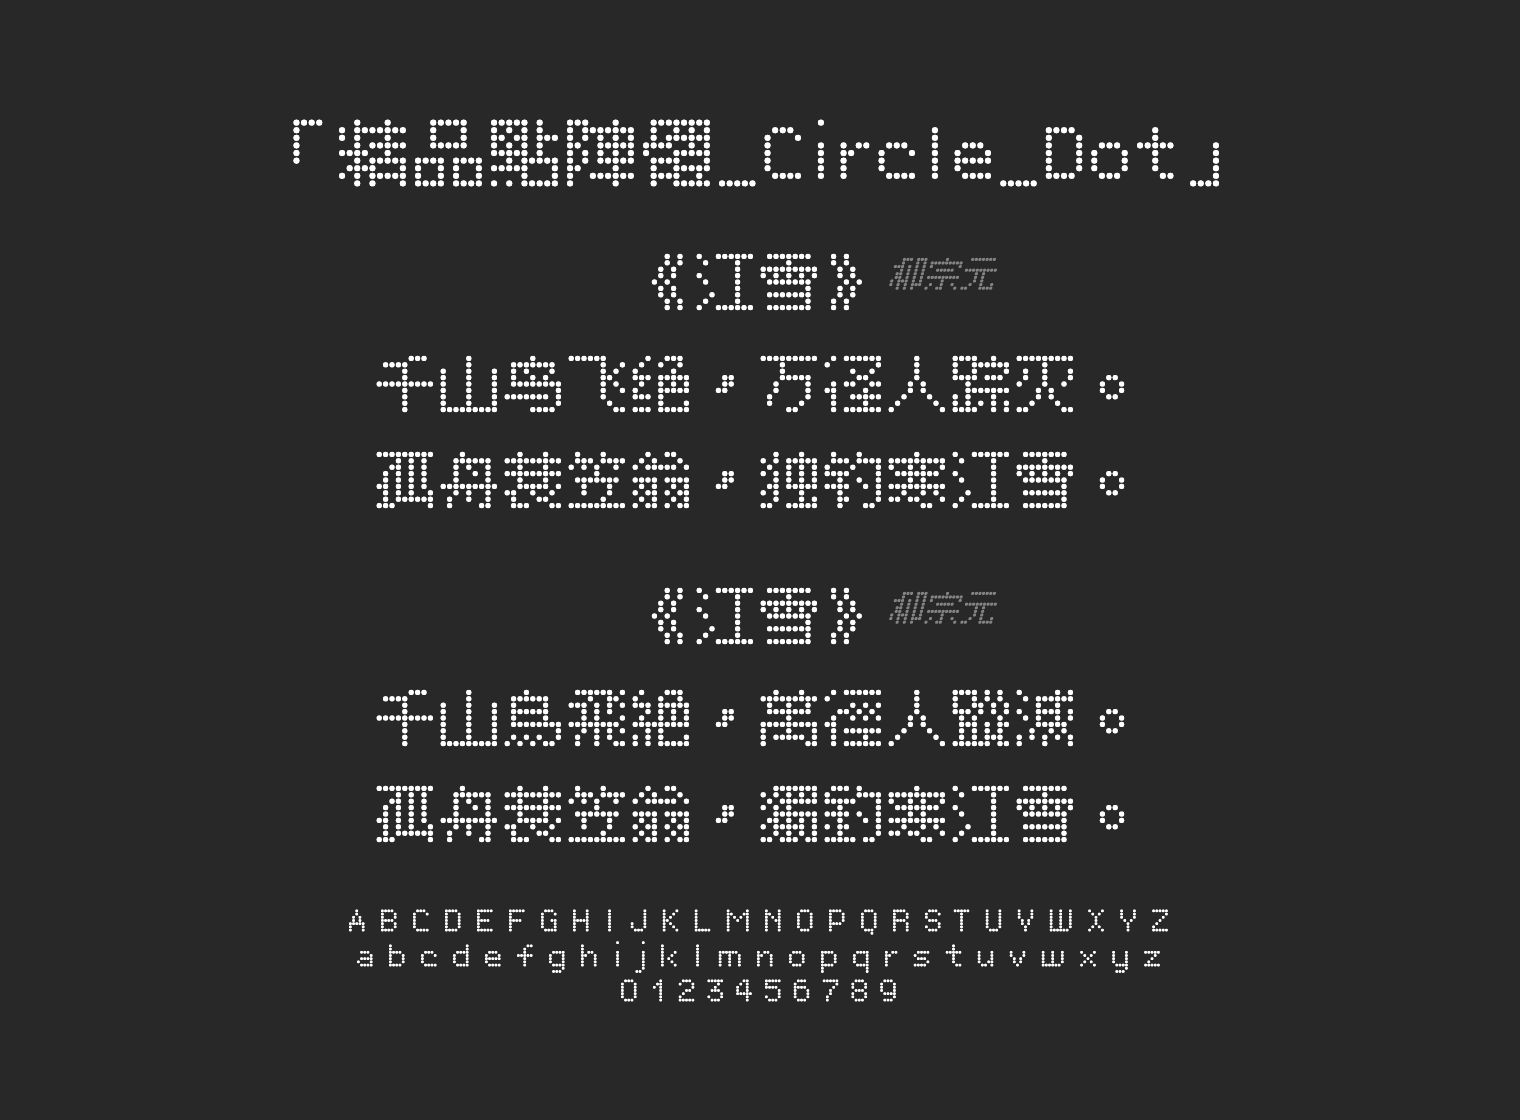 「精品點陣體_Circle_Dot」
《江雪》 柳宗元
千山鸟飞绝，万径人踪灭。
孤舟蓑笠翁，独钓寒江雪。
《江雪》 柳宗元
千山鳥飛絕，萬徑人蹤滅。
孤舟蓑笠翁，獨釣寒江雪。
A B C D E F G H I J K L M N O P Q R S T U V W X Y Z
a b c d e f g h i j k l m n o p q r s t u v w x y z
0 1 2 3 4 5 6 7 8 9